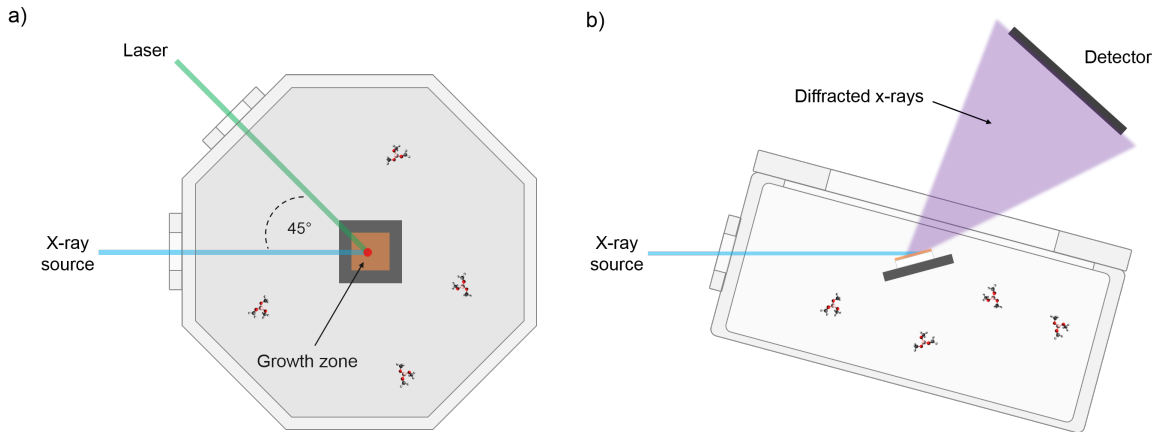 a)
Laser
45°
X-ray
source
Growth zone
b)
Detector
Diffracted x-rays
X-ray
source